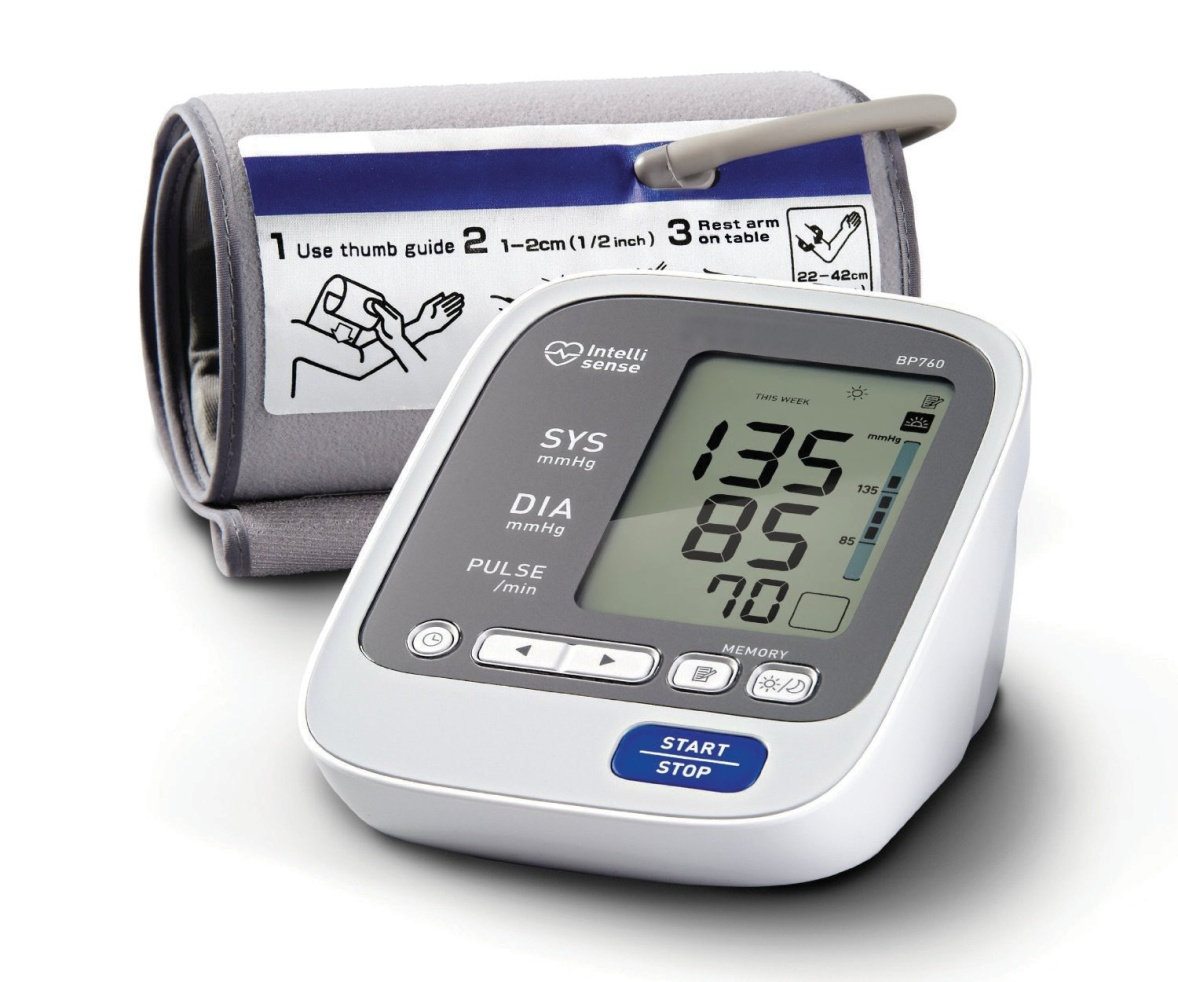 1 Use thumb guide 2 1-2cm (1/2 inch) 3 Rest arm
on table
22-42cm
Intelli
sense
BP760
THIS WEEK
SYS
mmHg
135
mmHg
135
DIA
mmHg
85
85
PULSE
/min
70
MEMORY
START
STOP